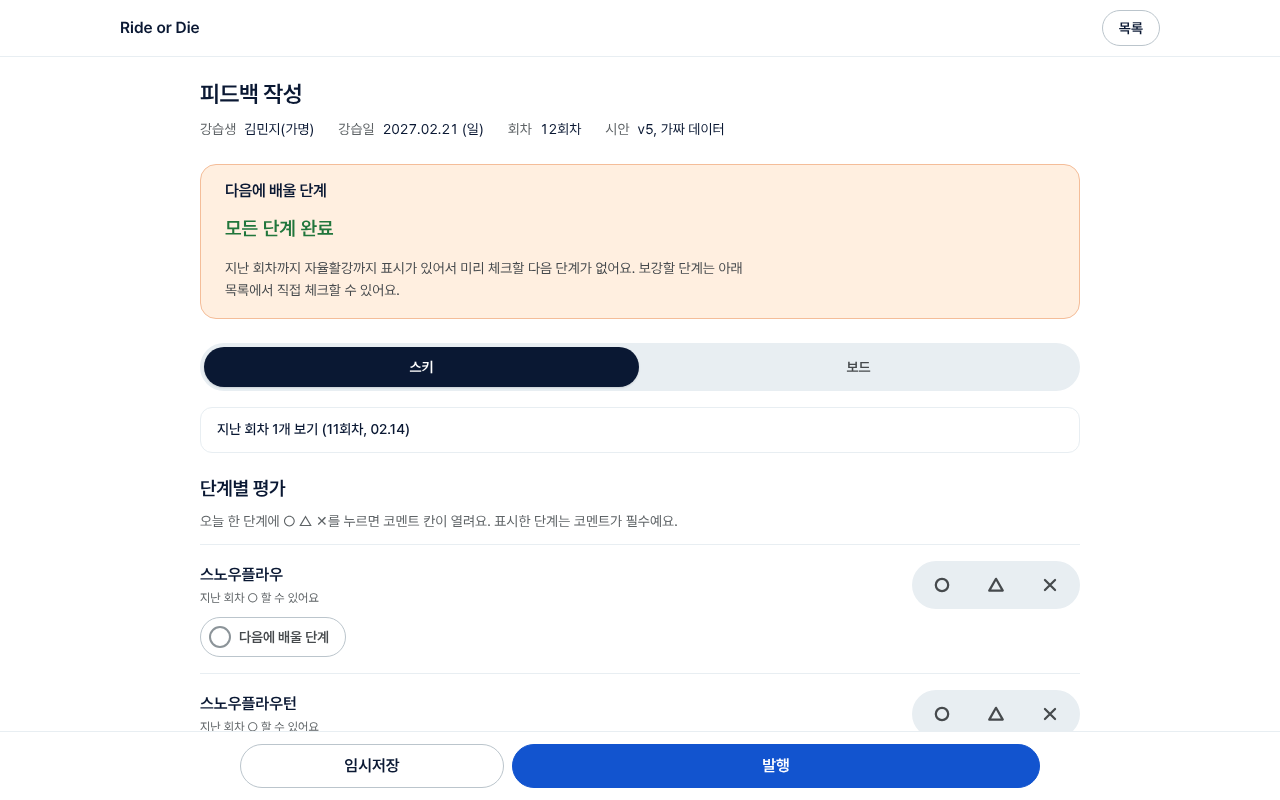 Ride or Die
목록
피드백 작성
강습생 김민지(가명) 강습일 2027.02.21 (일) 회차 12회차 시안 v5, 가짜 데이터
다음에 배울 단계
모든 단계 완료
지난 회차까지 자율활강까지 표시가 있어서 미리 체크할 다음 단계가 없어요. 보강할 단계는 아래
목록에서 직접 체크할 수 있어요.
스키 보드
지난 회차 1개 보기 (11회차, 02.14)
단계별 평가
오늘 한 단계에 ○ △ ✕를 누르면 코멘트 칸이 열려요. 표시한 단계는 코멘트가 필수예요.
스노우플라우
지난 회차 ○ 할 수 있어요
○ △ ✕
다음에 배울 단계
스노우플라우턴
지난 회차 ○ 할 수 있어요
○ △ ✕
임시저장 발행